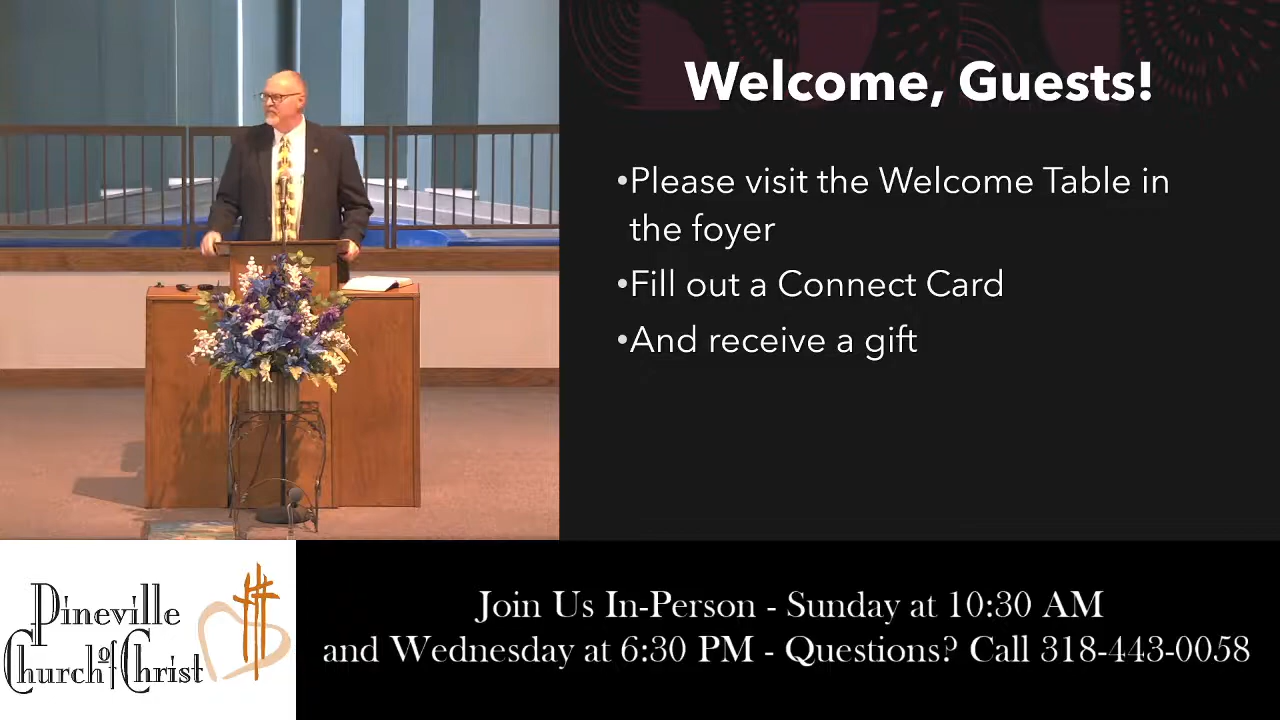 Welcome, Guests!
•Please visit the Welcome Table in
the foyer
•Fill out a Connect Card
•And receive a gift
Pineville
Church of Christ
Join Us In-Person - Sunday at 10:30 AM
and Wednesday at 6:30 PM - Questions? Call 318-443-0058